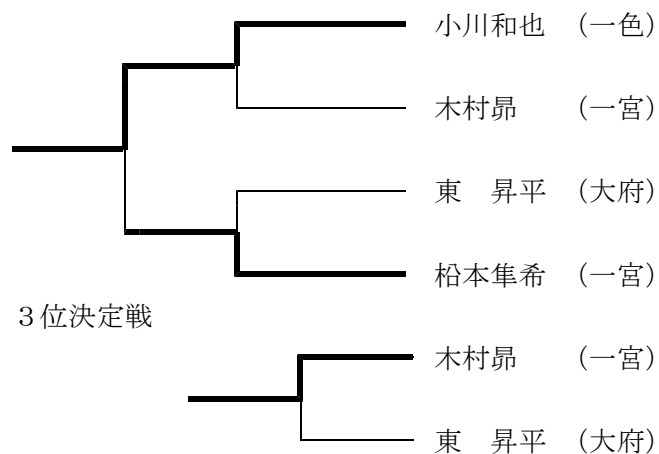 小川和也 (一色)
木村昴 (一宮)
東 昇平 (大府)
枩本隼希 (一宮)
３位決定戦
木村昴 (一宮)
東 昇平 (大府)